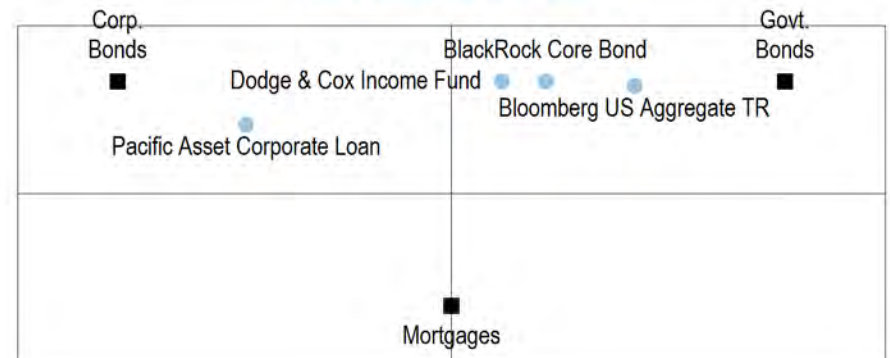 Corp.
Bonds
Govt.
Bonds
BlackRock Core Bond
Dodge & Cox Income Fund
Bloomberg US Aggregate TR
Pacific Asset Corporate Loan
Mortgages